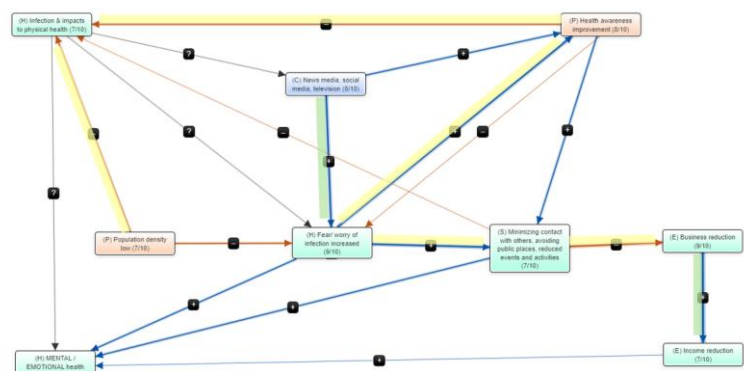 (H) Infection & impacts
to physical health (7/10)
(P) Health awareness
improvement (8/10)
–
?
+
(C) News media, social
media, television (8/10)
–
?
–
+
–
+
+
?
(P) Population density
low (7/10)
–
(H) Fear/ worry of
infection increased
(9/10)
+
(S) Minimizing contact
with others, avoiding
public places, reduced
events and activities
(7/10)
–
(E) Business reduction
(9/10)
+
+
+
(H) MENTAL /
EMOTIONAL health
+
(E) Income reduction
(7/10)